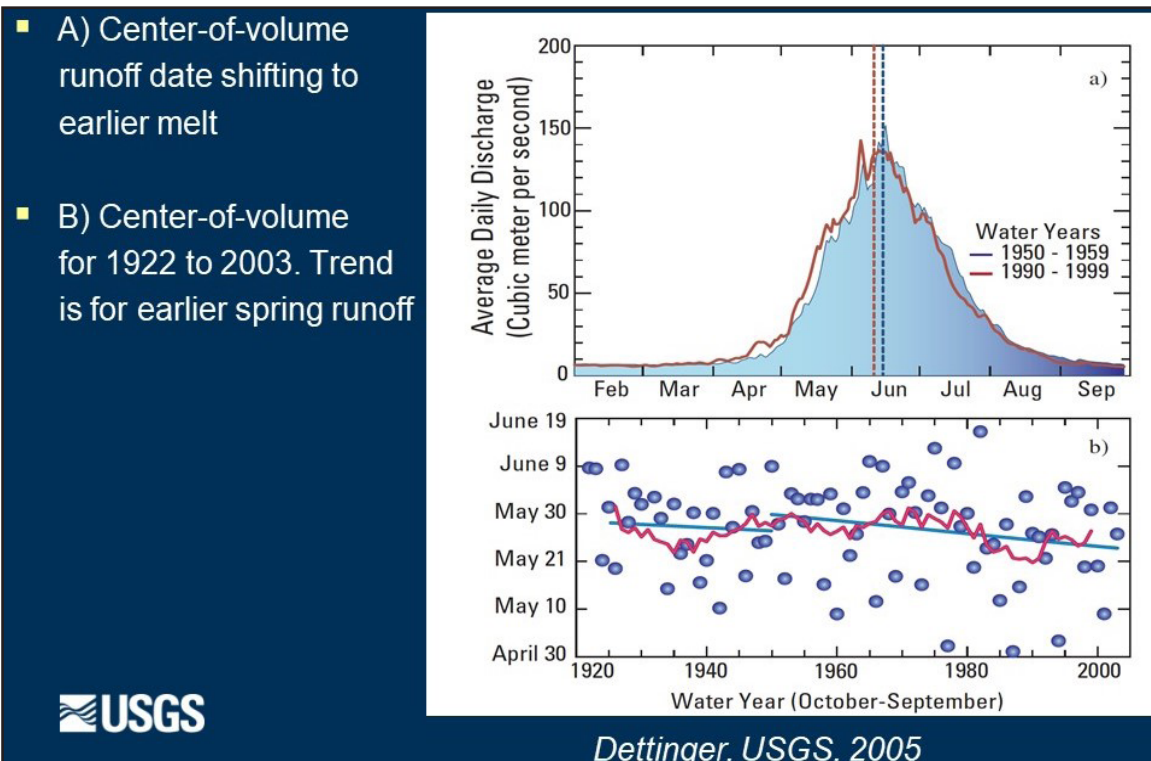 A) Center-of-volume
runoff date shifting to
earlier melt
B) Center-of-volume
for 1922 to 2003. Trend
is for earlier spring runoff
USGS
Average Daily Discharge
(Cubic meter per second)
200
150
100
50
0
a)
Water Years
1950 - 1959
1990 - 1999
Feb Mar Apr May Jun Jul Aug Sep
June 19
June 9
May 30
May 21
May 10
April 30
b)
1920 1940 1960 1980 2000
Water Year (October-September)
Dettinger, USGS, 2005